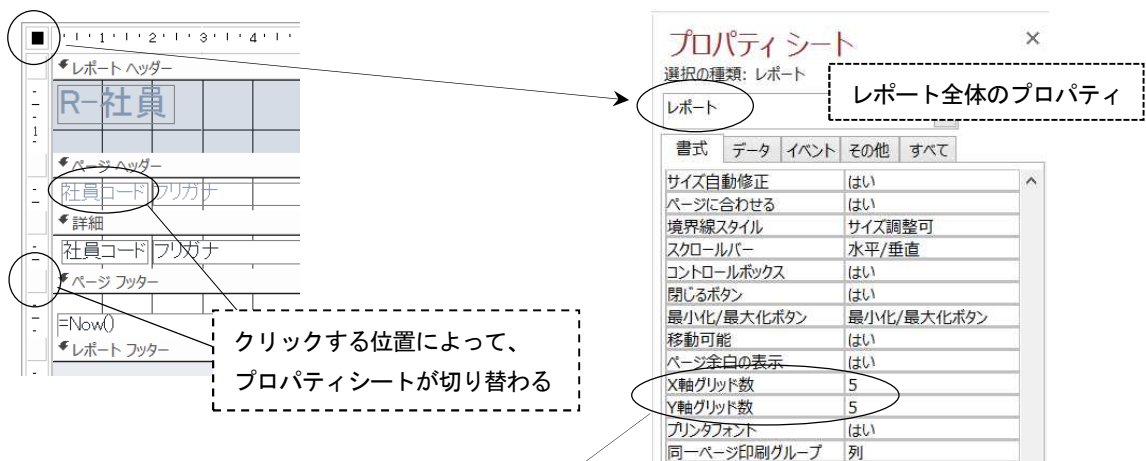 1 2 3 4
レポート ヘッダー
R-社員
1
ページ ヘッダー
社員コード フリガナ
詳細
社員コード フリガナ
ページ フッター
=Now()
レポート フッター
クリックする位置によって、
プロパティシートが切り替わる
プロパティ シート ×
選択の種類: レポート
レポート全体のプロパティ
レポート
書式 データ イベント その他 すべて
サイズ自動修正 はい
ページに合わせる はい
境界線スタイル サイズ調整可
スクロールバー 水平/垂直
コントロールボックス はい
閉じるボタン はい
最小化/最大化ボタン 最小化/最大化ボタン
移動可能 はい
ページ余白の表示 はい
X軸グリッド数 5
Y軸グリッド数 5
プリンタフォント はい
同一ページ印刷グループ 列